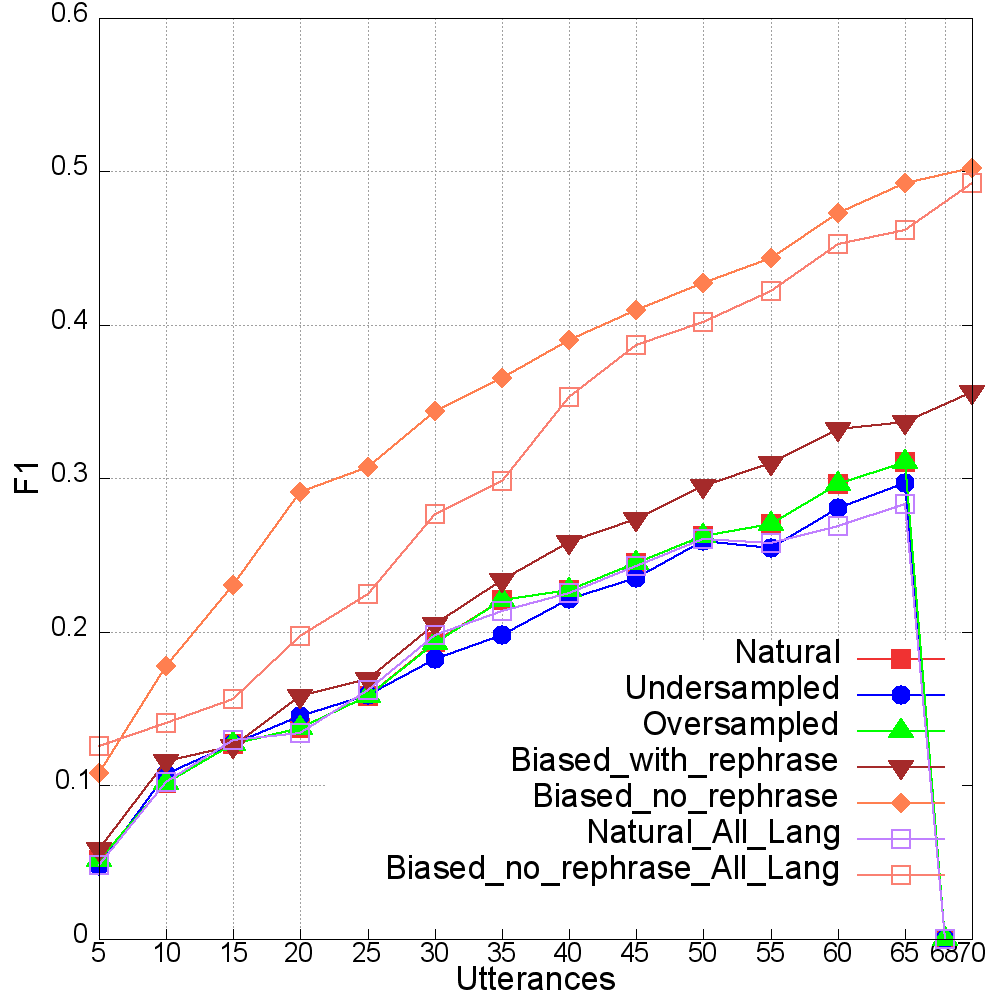 0.6
0.5
0.4
0.3
0.2
0.1
0
F1
Natural
Undersampled
Oversampled
Biased_with_rephrase
Biased_no_rephrase
Natural_All_Lang
Biased_no_rephrase_All_Lang
5 10 15 20 25 30 35 40 45 50 55 60 65 68 70
Utterances